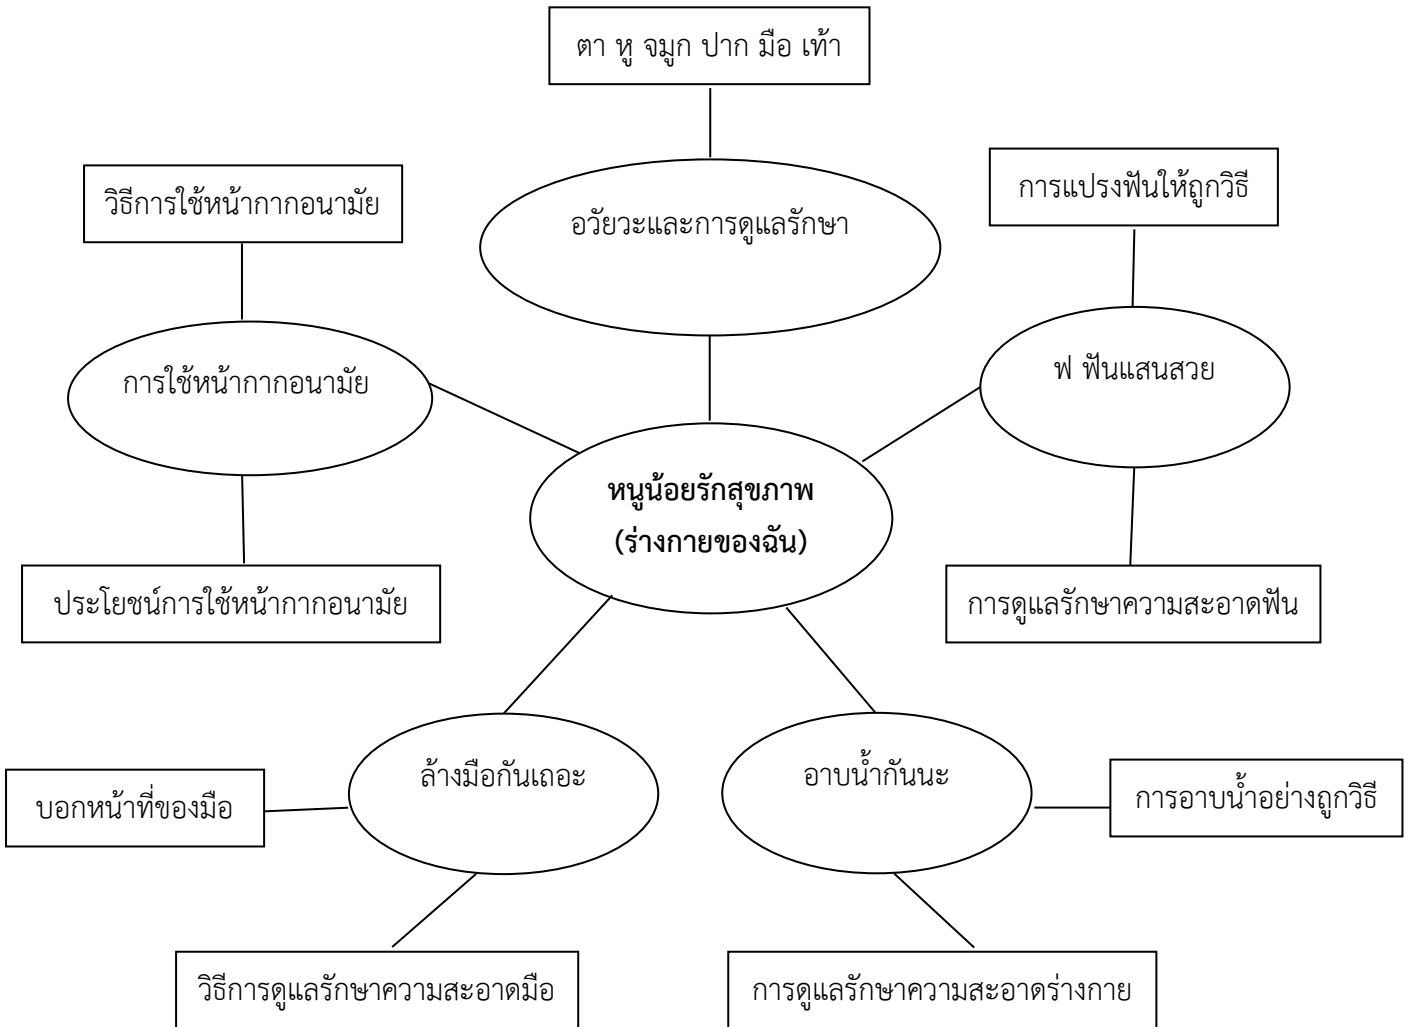 ตา หู จมูก ปาก มือ เท้า
วิธีการใช้หน้ากากอนามัย
การแปรงฟันให้ถูกวิธี
อวัยวะและการดูแลรักษา
การใช้หน้ากากอนามัย
ฟ ฟันแสนสวย
หนูน้อยรักสุขภาพ
(ร่างกายของฉัน)
ประโยชน์การใช้หน้ากากอนามัย
การดูแลรักษาความสะอาดฟัน
ล้างมือกันเถอะ
อาบน้ำกันนะ
บอกหน้าที่ของมือ
การอาบน้ำอย่างถูกวิธี
วิธีการดูแลรักษาความสะอาดมือ
การดูแลรักษาความสะอาดร่างกาย